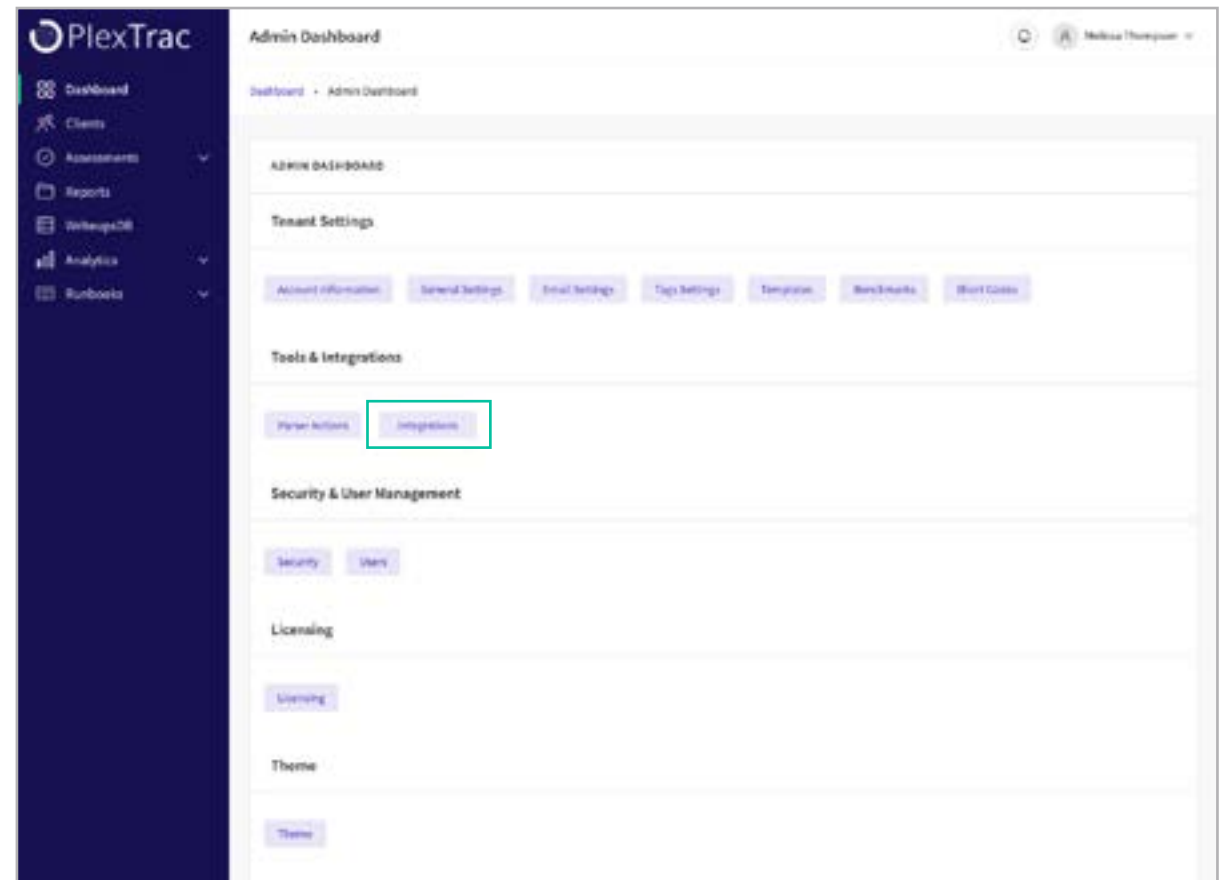 PlexTrac
Admin Dashboard
Melissa Thompson
Dashboard
Dashboard • Admin Dashboard
Clients
Assessments
ADMIN DASHBOARD
Reports
Tenant Settings
WriteupsDB
Analytics
Runbooks
Account Information General Settings Email Settings Tags Settings Templates Benchmarks Short Codes
Tools & Integrations
Parser Actions Integrations
Security & User Management
Security Users
Licensing
Licensing
Theme
Theme